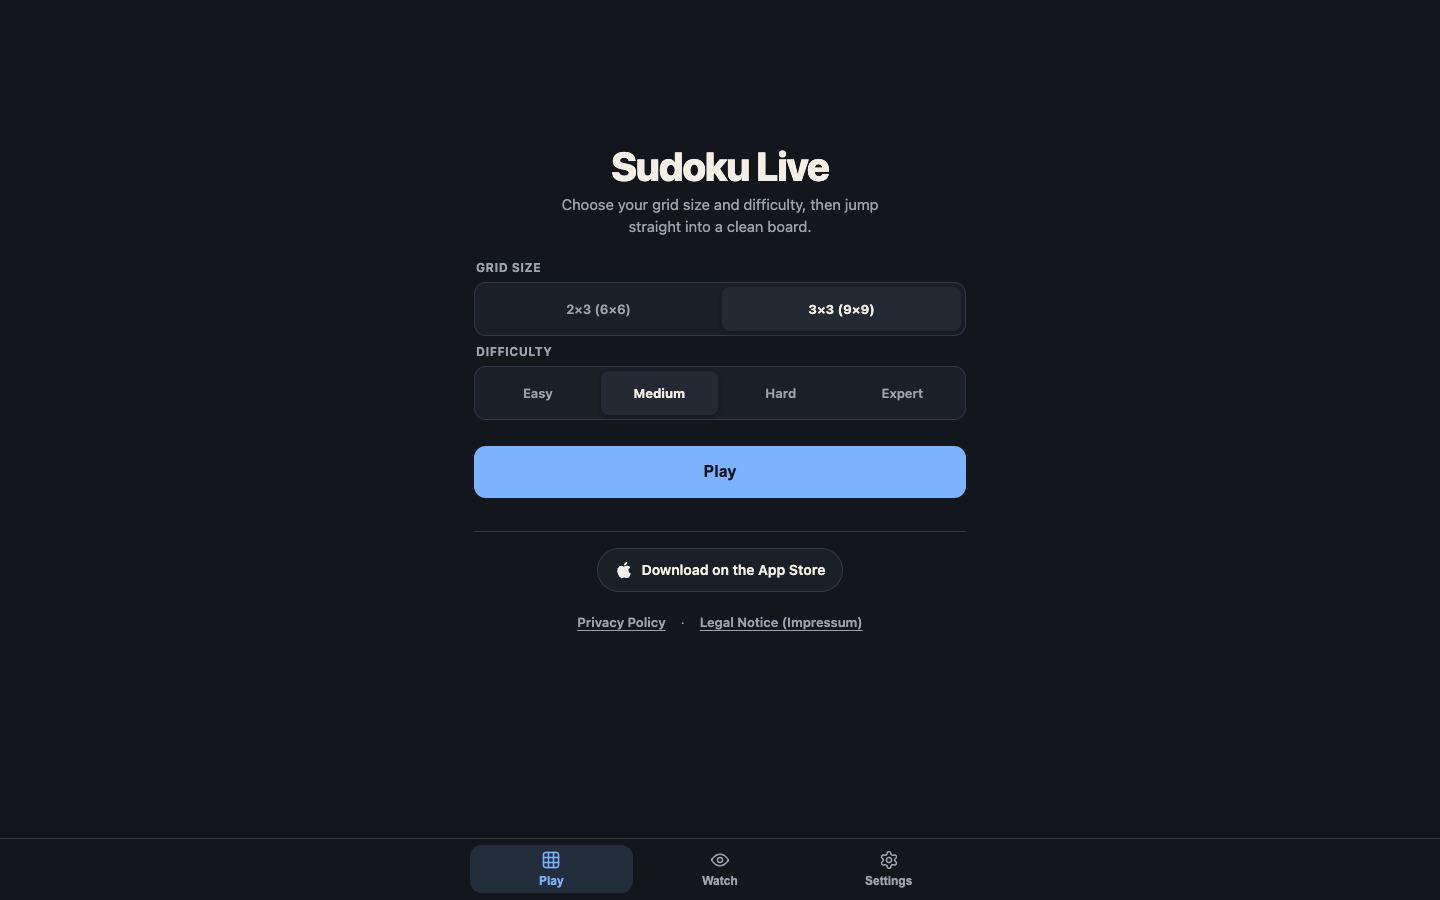 Sudoku Live
Choose your grid size and difficulty, then jump
straight into a clean board.
GRID SIZE
2×3 (6×6)
3×3 (9×9)
DIFFICULTY
Easy
Medium
Hard
Expert
Play
Download on the App Store
Privacy Policy · Legal Notice (Impressum)
Play
Watch
Settings